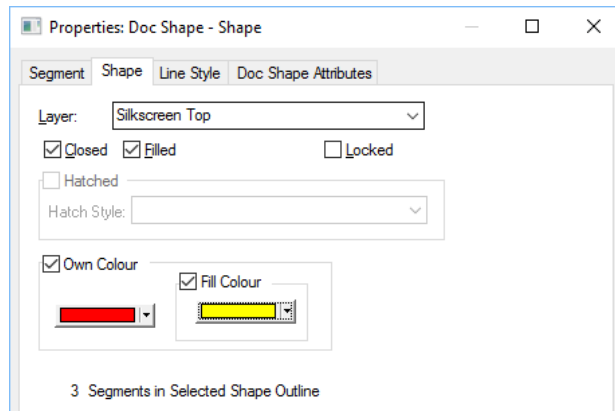 Properties: Doc Shape - Shape
Segment Shape Line Style Doc Shape Attributes
Layer: Silkscreen Top
Closed Filled Locked
Hatched
Hatch Style:
Own Colour
Fill Colour
3 Segments in Selected Shape Outline